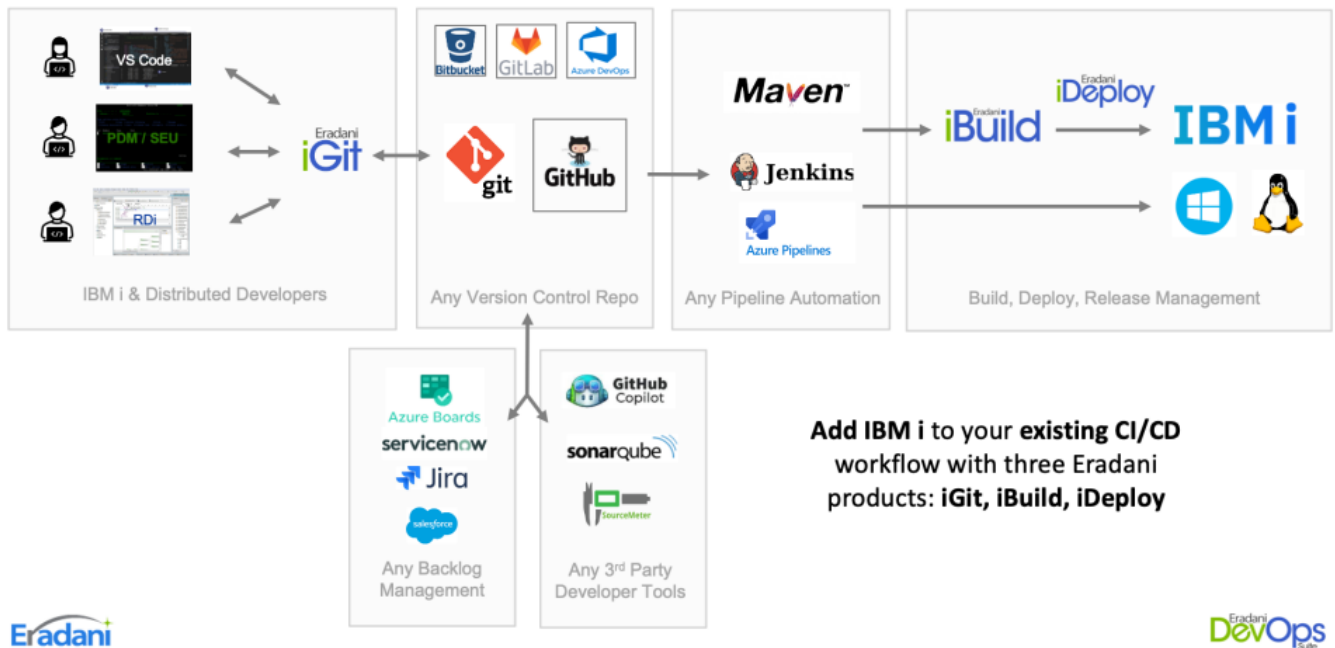 VS Code
PDM / SEU
RDi
Eradani
iGit
IBM i & Distributed Developers
Bitbucket
GitLab
Azure DevOps
git
GitHub
Any Version Control Repo
Maven™
Jenkins
Azure Pipelines
Any Pipeline Automation
Eradani
iBuild
Eradani
iDeploy
IBM i
Build, Deploy, Release Management
Azure Boards
servicenow
Jira
salesforce
Any Backlog
Management
GitHub
Copilot
sonarqube
SourceMeter
Any 3rd Party
Developer Tools
Add IBM i to your existing CI/CD
workflow with three Eradani
products: iGit, iBuild, iDeploy
Eradani
Eradani
DevOps
Suite